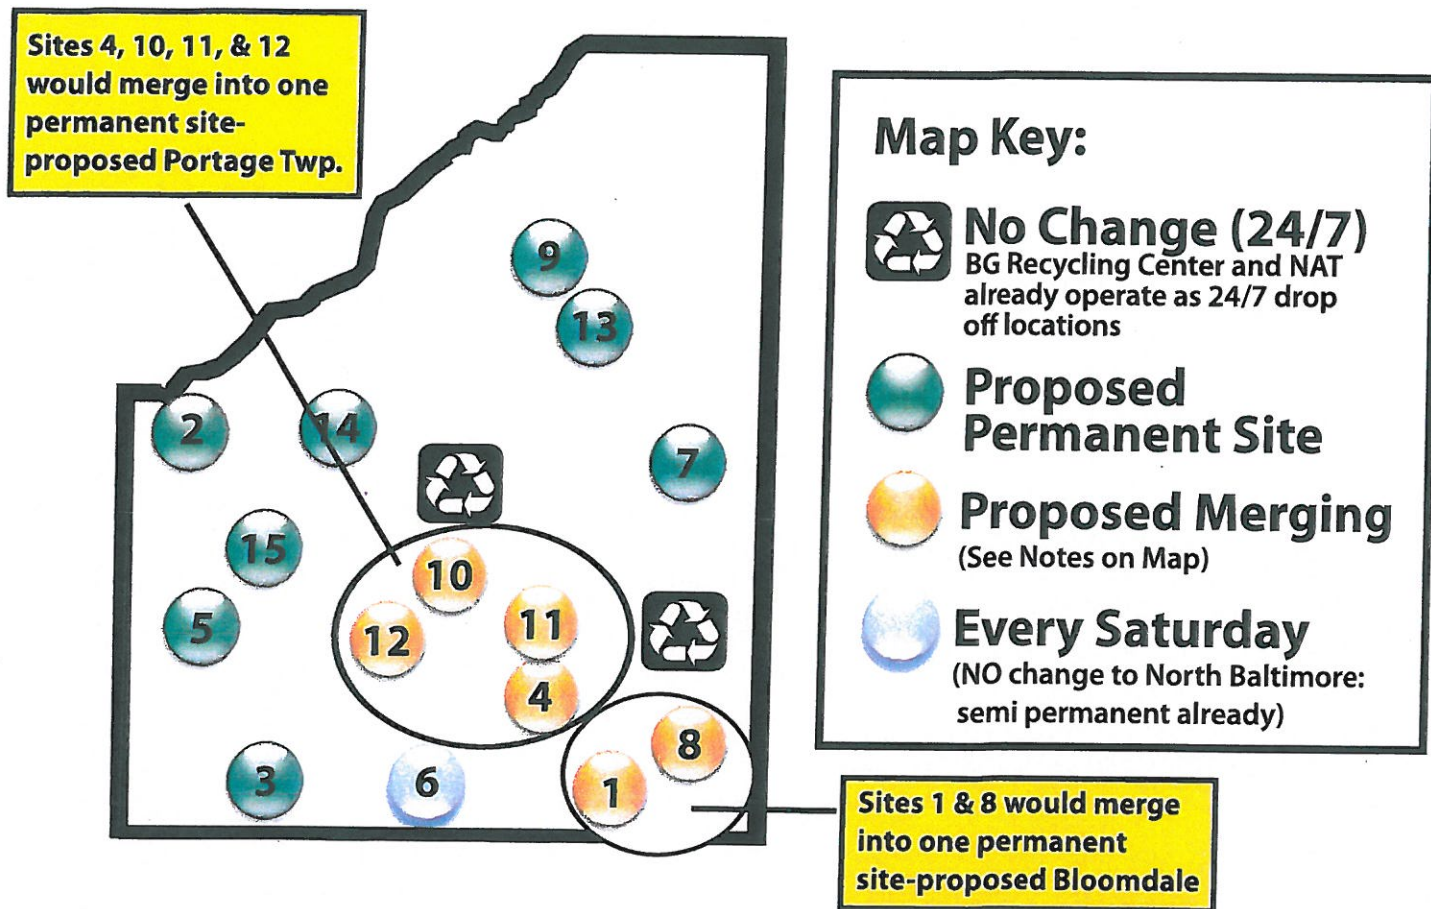 Sites 4, 10, 11, & 12
would merge into one
permanent site-
proposed Portage Twp.
9
13
2
14
7
15
10
5
12
11
4
8
3
6
1
Map Key:
No Change (24/7)
BG Recycling Center and NAT
already operate as 24/7 drop
off locations
Proposed
Permanent Site
Proposed Merging
(See Notes on Map)
Every Saturday
(NO change to North Baltimore:
semi permanent already)
Sites 1 & 8 would merge
into one permanent
site-proposed Bloomdale